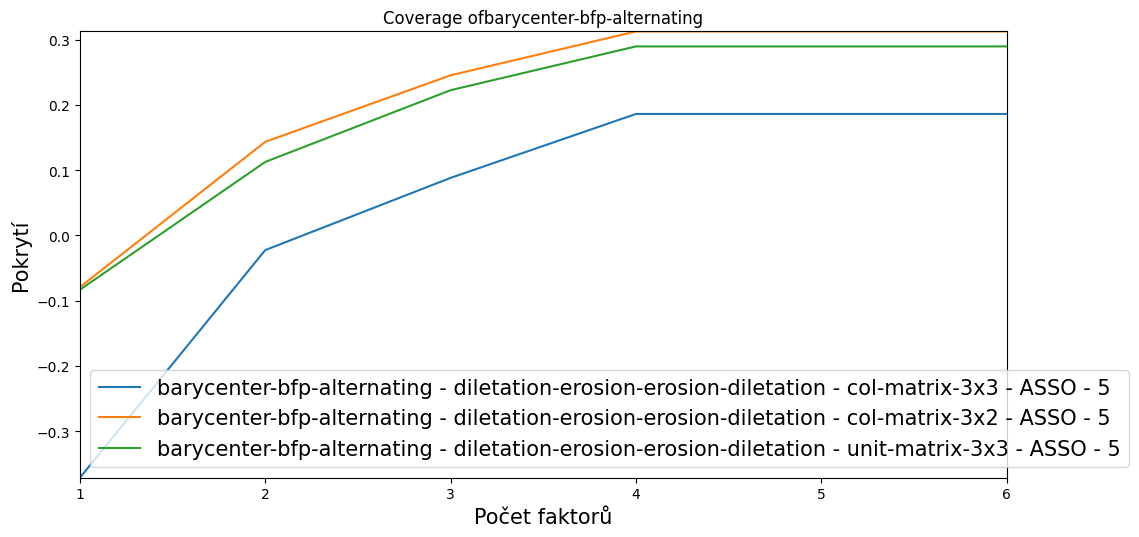 Coverage ofbarycenter-bfp-alternating
0.3
0.2
0.1
0.0
−0.1
−0.2
−0.3
Pokrytí
barycenter-bfp-alternating - diletation-erosion-erosion-diletation - col-matrix-3x3 - ASSO - 5
barycenter-bfp-alternating - diletation-erosion-erosion-diletation - col-matrix-3x2 - ASSO - 5
barycenter-bfp-alternating - diletation-erosion-erosion-diletation - unit-matrix-3x3 - ASSO - 5
1 2 3 4 5 6
Počet faktorů